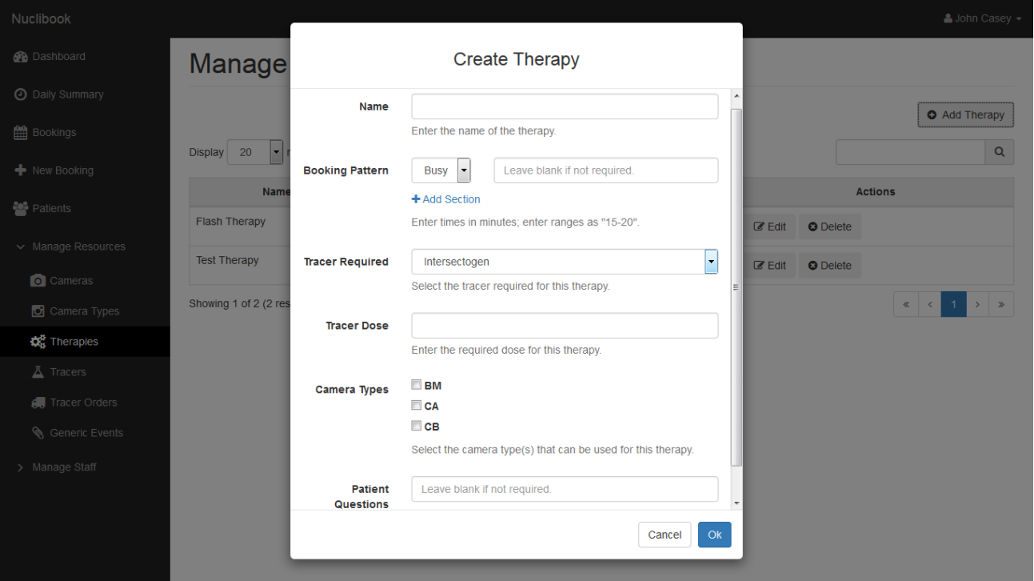 Nuclibook
John Casey
Dashboard
Daily Summary
Bookings
New Booking
Patients
Manage Resources
Cameras
Camera Types
Therapies
Tracers
Tracer Orders
Generic Events
Manage Staff
Manage
Add Therapy
Display 20
Name
Actions
Flash Therapy
Edit Delete
Test Therapy
Edit Delete
Showing 1 of 2 (2 res
« ‹ 1 › »
Create Therapy
Name
Enter the name of the therapy.
Booking Pattern Busy Leave blank if not required.
Add Section
Enter times in minutes; enter ranges as "15-20".
Tracer Required Intersectogen
Select the tracer required for this therapy.
Tracer Dose
Enter the required dose for this therapy.
Camera Types BM
CA
CB
Select the camera type(s) that can be used for this therapy.
Patient Questions Leave blank if not required.
Cancel Ok